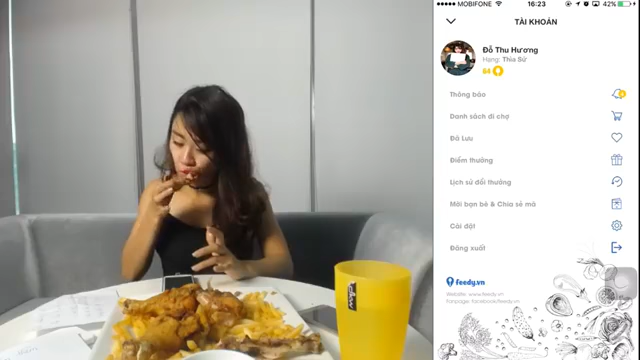 MOBIFONE 16:23 42%
TÀI KHOẢN
Đỗ Thu Hương
Hạng: Thìa Sứ
Thông báo
Danh sách đi chợ
Đã Lưu
Điểm thưởng
Lịch sử đổi thưởng
Mời bạn bè & Chia sẻ mã
Cài đặt
Đăng xuất
feedy.vn
Website: www.feedy.vn
fanpage: facebook/feedy.vn